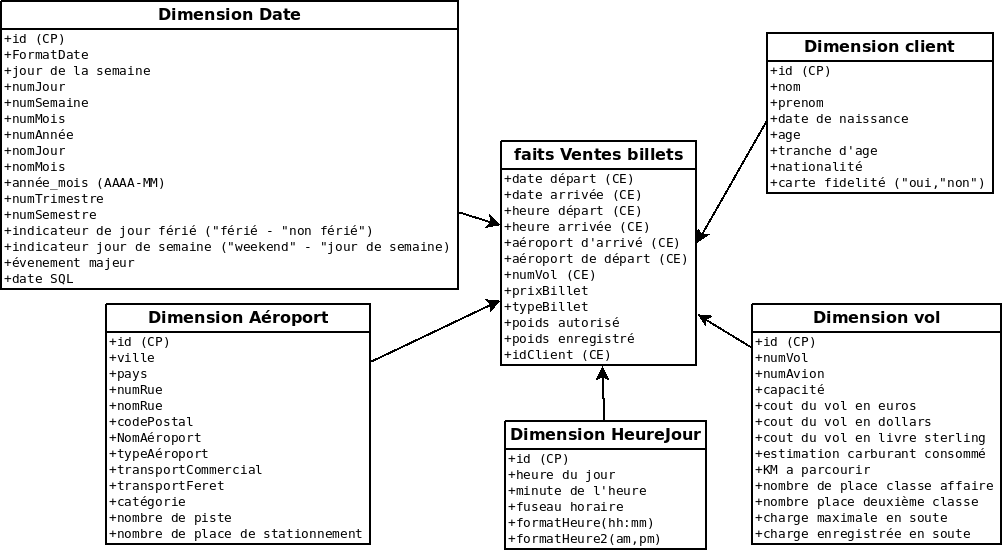 Dimension Date
+id (CP)
+FormatDate
+jour de la semaine
+numJour
+numSemaine
+numMois
+numAnnée
+nomJour
+nomMois
+année_mois (AAAA-MM)
+numTrimestre
+numSemestre
+indicateur de jour férié ("férié - "non férié")
+indicateur jour de semaine ("weekend" - "jour de semaine)
+évenement majeur
+date SQL
Dimension client
+id (CP)
+nom
+prenom
+date de naissance
+age
+tranche d'age
+nationalité
+carte fidelité ("oui,"non")
faits Ventes billets
+date départ (CE)
+date arrivée (CE)
+heure départ (CE)
+heure arrivée (CE)
+aéroport d'arrivé (CE)
+aéroport de départ (CE)
+numVol (CE)
+prixBillet
+typeBillet
+poids autorisé
+poids enregistré
+idClient (CE)
Dimension Aéroport
+id (CP)
+ville
+pays
+numRue
+nomRue
+codePostal
+NomAéroport
+typeAéroport
+transportCommercial
+transportFeret
+catégorie
+nombre de piste
+nombre de place de stationnement
Dimension HeureJour
+id (CP)
+heure du jour
+minute de l'heure
+fuseau horaire
+formatHeure(hh:mm)
+formatHeure2(am,pm)
Dimension vol
+id (CP)
+numVol
+numAvion
+capacité
+cout du vol en euros
+cout du vol en dollars
+cout du vol en livre sterling
+estimation carburant consommé
+KM a parcourir
+nombre de place classe affaire
+nombre place deuxième classe
+charge maximale en soute
+charge enregistrée en soute